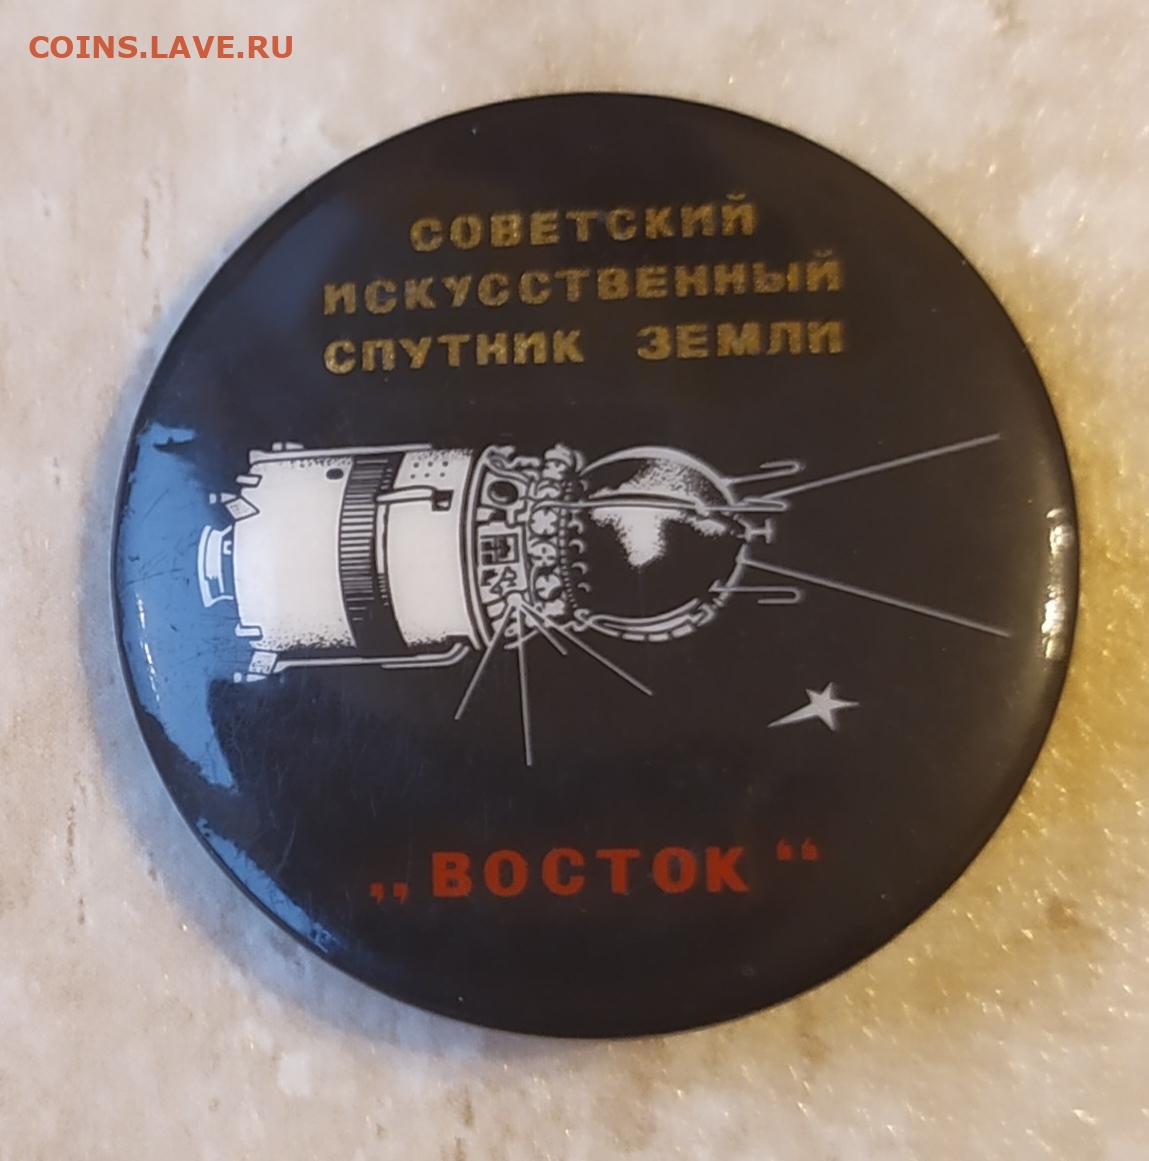 COINS.LAVE.RU
СОВЕТСКИЙ
ИСКУССТВЕННЫЙ
СПУТНИК ЗЕМЛИ
„ВОСТОК“